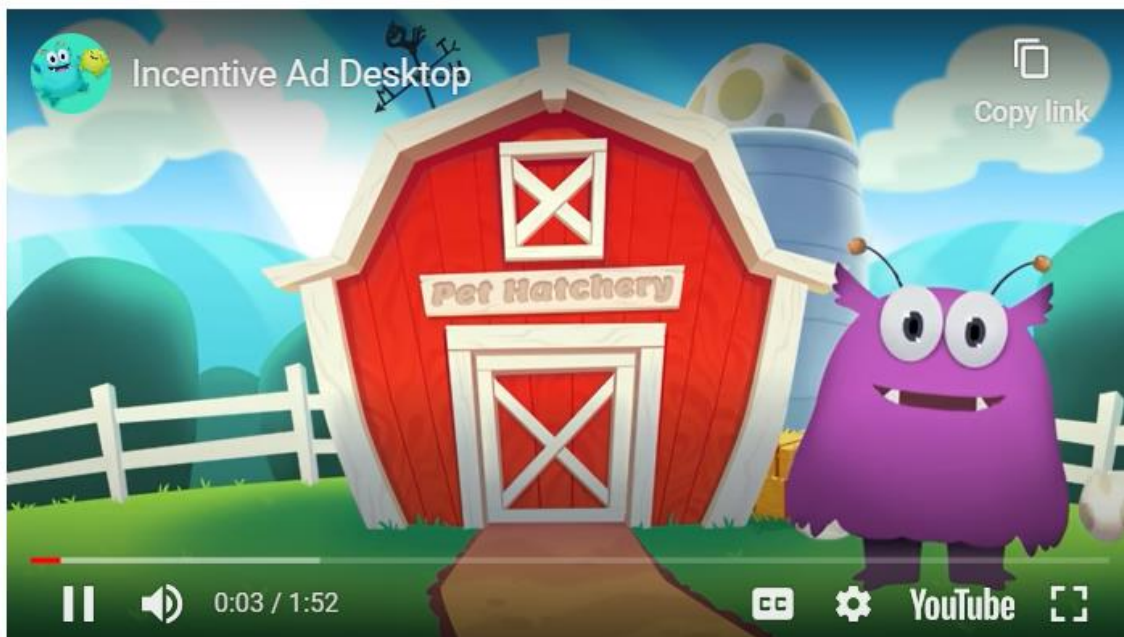 Incentive Ad Desktop
Copy link
Pet Hatchery
0:03 / 1:52
CC
YouTube